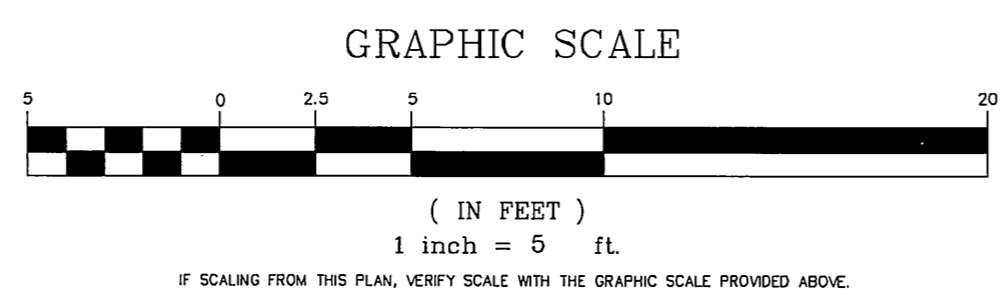 GRAPHIC SCALE
5 0 2.5 5 10 20
( IN FEET )
1 inch = 5 ft.
IF SCALING FROM THIS PLAN, VERIFY SCALE WITH THE GRAPHIC SCALE PROVIDED ABOVE.